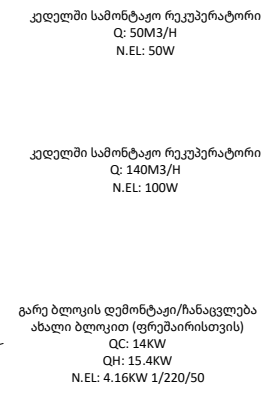 კედელში სამონტაჟო რეკუპერატორი
Q: 50M3/H
N.EL: 50W
კედელში სამონტაჟო რეკუპერატორი
Q: 140M3/H
N.EL: 100W
გარე ბლოკის დემონტაჟი/ჩანაცვლება
ახალი ბლოკით (ფრეშაირისთვის)
QC: 14KW
QH: 15.4KW
N.EL: 4.16KW 1/220/50